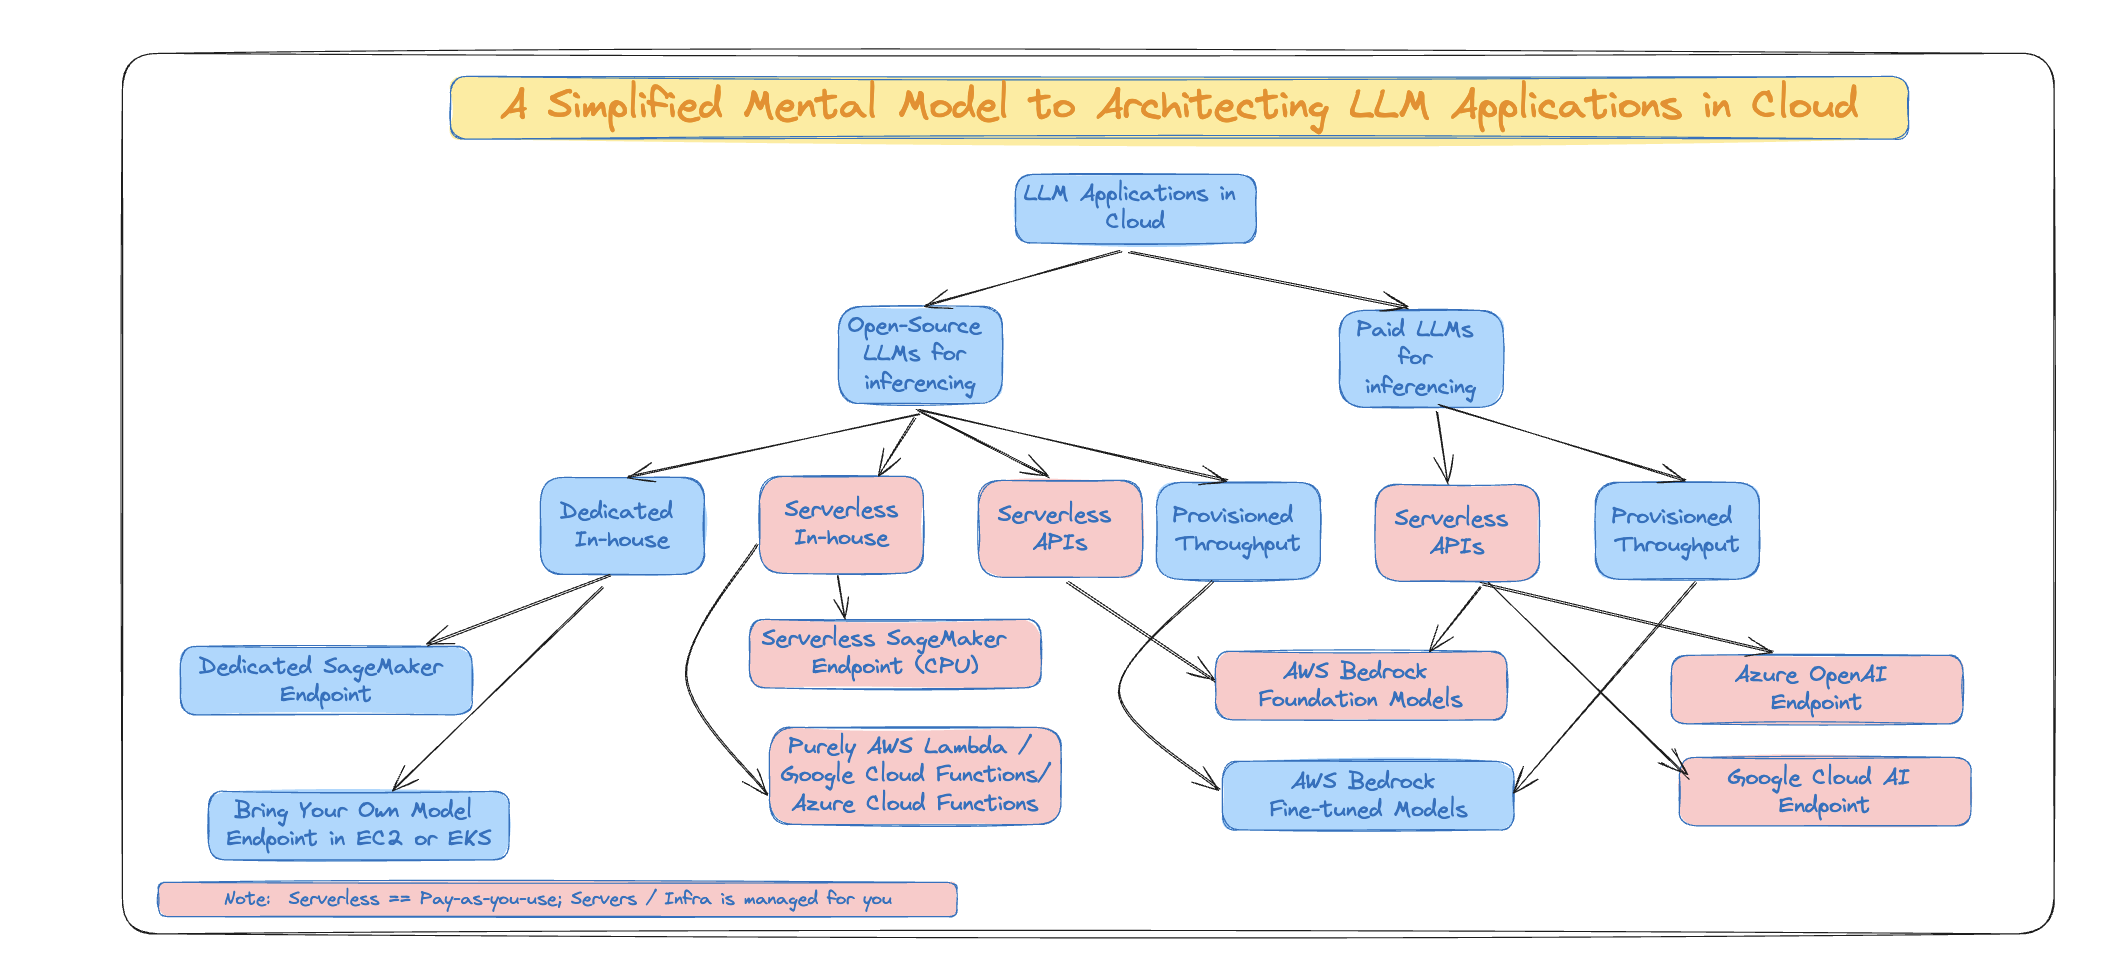 A Simplified Mental Model to Architecting LLM Applications in Cloud
LLM Applications in
Cloud
Open-Source
LLMs for
inferencing
Paid LLMs
for
inferencing
Dedicated
In-house
Serverless
In-house
Serverless
APIs
Provisioned
Throughput
Serverless
APIs
Provisioned
Throughput
Dedicated SageMaker
Endpoint
Serverless SageMaker
Endpoint (CPU)
AWS Bedrock
Foundation Models
Azure OpenAI
Endpoint
Purely AWS Lambda /
Google Cloud Functions/
Azure Cloud Functions
AWS Bedrock
Fine-tuned Models
Google Cloud AI
Endpoint
Bring Your Own Model
Endpoint in EC2 or EKS
Note: Serverless == Pay-as-you-use; Servers / Infra is managed for you